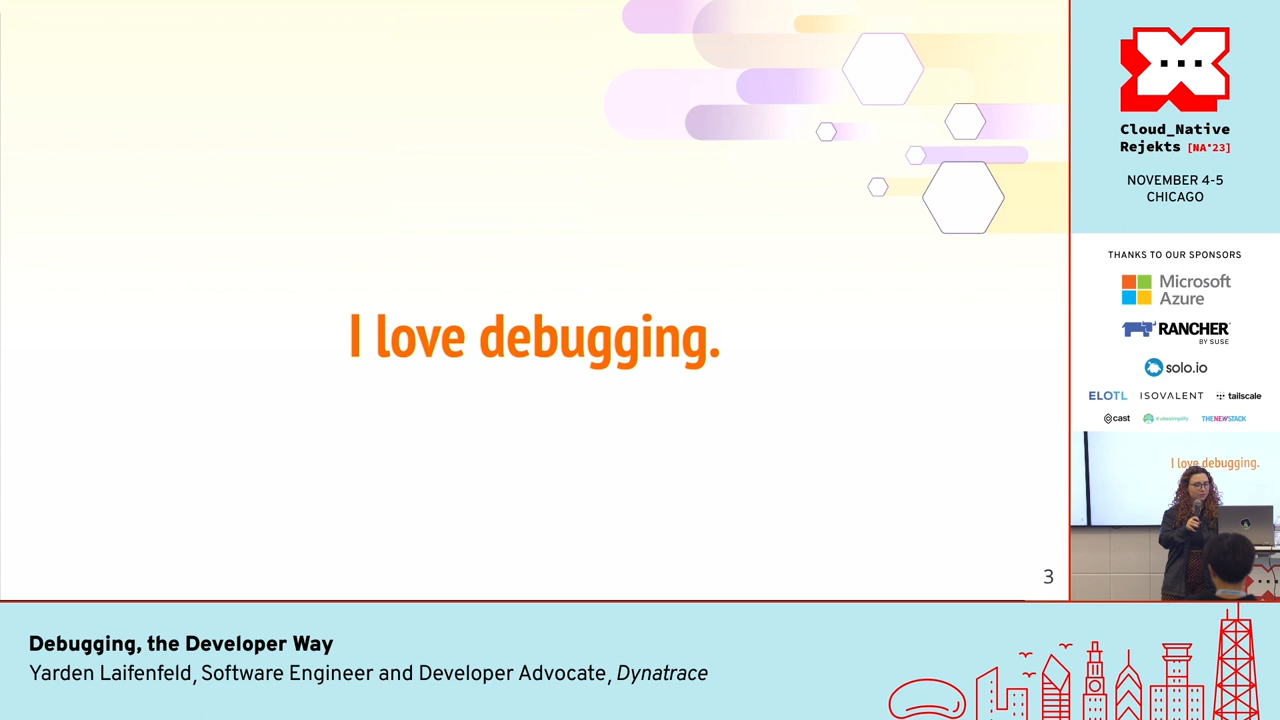 I love debugging.
3
Cloud_Native
Rejekts [NA'23]
NOVEMBER 4-5
CHICAGO
THANKS TO OUR SPONSORS
Microsoft
Azure
RANCHER
BY SUSE
solo.io
ELOTL ISOVALENT tailscale
cast kubesimplify THENEWSTACK
I love debugging.
Debugging, the Developer Way
Yarden Laifenfeld, Software Engineer and Developer Advocate, Dynatrace